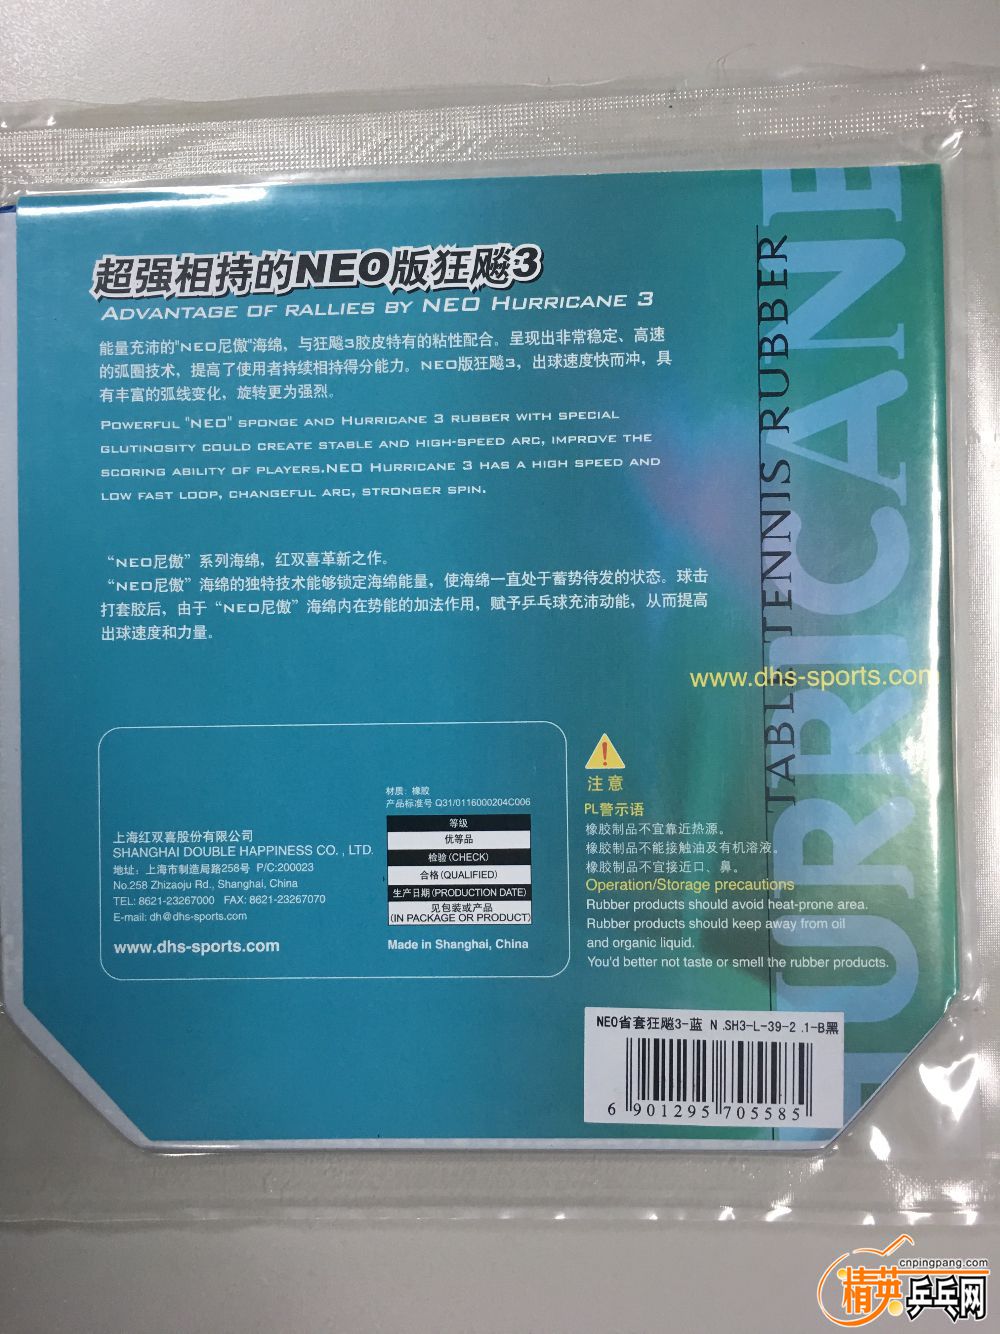 超强相持的NEO版狂飚3
ADVANTAGE OF RALLIES BY NEO HURRICANE 3
能量充沛的"NEO尼傲"海绵，与狂飚3胶皮特有的粘性配合。呈现出非常稳定、高速
的弧圈技术，提高了使用者持续相持得分能力。NEO版狂飚3，出球速度快而冲，具
有丰富的弧线变化，旋转更为强烈。
POWERFUL "NEO" SPONGE AND HURRICANE 3 RUBBER WITH SPECIAL
GLUTINOSITY COULD CREATE STABLE AND HIGH-SPEED ARC, IMPROVE THE
SCORING ABILITY OF PLAYERS.NEO HURRICANE 3 HAS A HIGH SPEED AND
LOW FAST LOOP, CHANGEFUL ARC, STRONGER SPIN.
“NEO尼傲”系列海绵，红双喜革新之作。
“NEO尼傲”海绵的独特技术能够锁定海绵能量，使海绵一直处于蓄势待发的状态。球击
打套胶后，由于“NEO尼傲”海绵内在势能的加法作用，赋予乒乓球充沛动能，从而提高
出球速度和力量。
HURRICANE
TABLE TENNIS RUBBER
www.dhs-sports.com
上海红双喜股份有限公司
SHANGHAI DOUBLE HAPPINESS CO., LTD.
地址：上海市制造局路258号 P/C:200023
No.258 Zhizaoju Rd., Shanghai, China
TEL: 8621-23267000 FAX: 8621-23267070
E-mail: dh@dhs-sports.com
www.dhs-sports.com
材质：橡胶
产品标准号 Q31/0116000204C006
等级
优等品
检验(CHECK)
合格(QUALIFIED)
生产日期(PRODUCTION DATE)
见包装或产品
(IN PACKAGE OR PRODUCT)
Made in Shanghai, China
注意
PL警示语
橡胶制品不宜靠近热源。
橡胶制品不能接触油及有机溶液。
橡胶制品不宜接近口、鼻。
Operation/Storage precautions
Rubber products should avoid heat-prone area.
Rubber products should keep away from oil
and organic liquid.
You'd better not taste or smell the rubber products.
NEO省套狂飚3-蓝 N .SH3-L-39-2 .1-B黑
6 901295 705585
cnpingpang.com
精英乒乓网